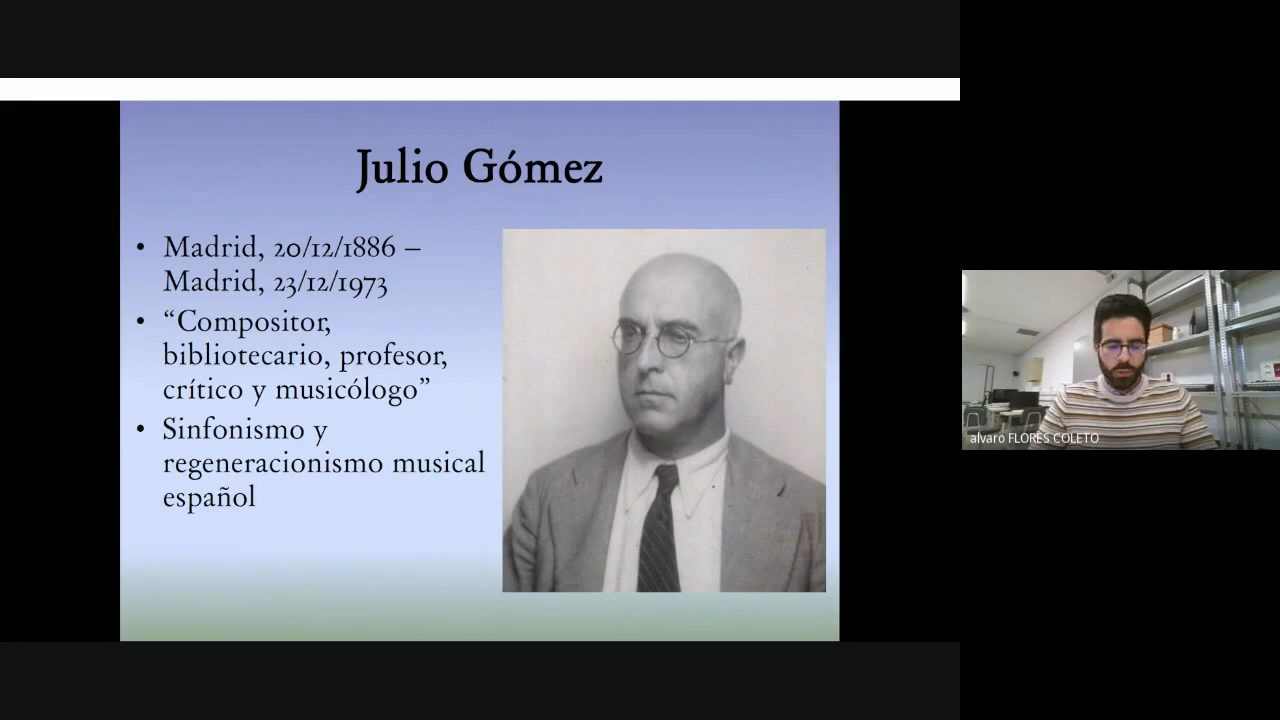 Julio Gómez
• Madrid, 20/12/1886 –
Madrid, 23/12/1973
• “Compositor,
bibliotecario, profesor,
crítico y musicólogo”
• Sinfonismo y
regeneracionismo musical
español
alvaro FLORES COLETO